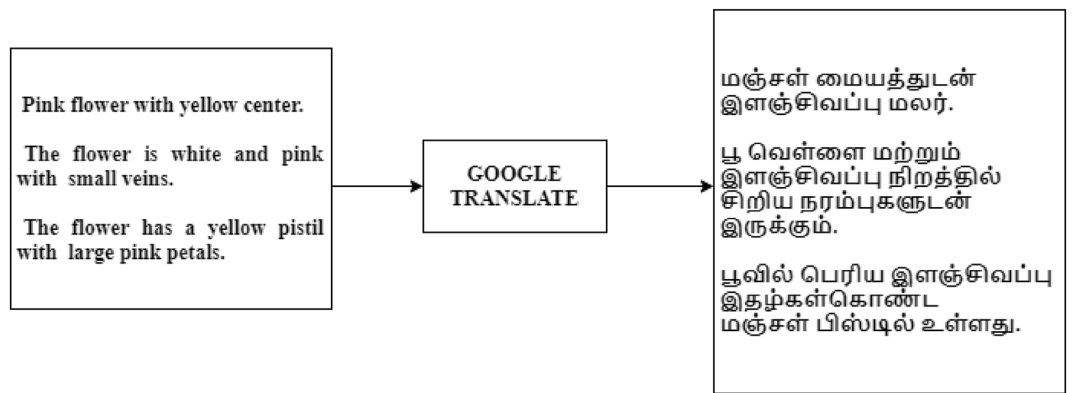 Pink flower with yellow center.
The flower is white and pink
with small veins.
The flower has a yellow pistil
with large pink petals.
GOOGLE
TRANSLATE
மஞ்சள் மையத்துடன்
இளஞ்சிவப்பு மலர்.
பூ வெள்ளை மற்றும்
இளஞ்சிவப்பு நிறத்தில்
சிறிய நரம்புகளுடன்
இருக்கும்.
பூவில் பெரிய இளஞ்சிவப்பு
இதழ்கள்கொண்ட
மஞ்சள் பிஸ்டில் உள்ளது.